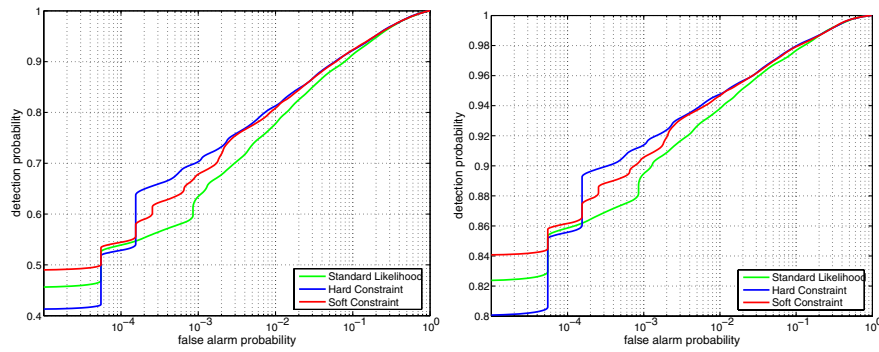 1
0.9
0.8
0.7
0.6
0.5
0.4
detection probability
10^-4
10^-3
10^-2
10^-1
10^0
false alarm probability
Standard Likelihood
Hard Constraint
Soft Constraint
1
0.98
0.96
0.94
0.92
0.9
0.88
0.86
0.84
0.82
0.8
detection probability
10^-4
10^-3
10^-2
10^-1
10^0
false alarm probability
Standard Likelihood
Hard Constraint
Soft Constraint